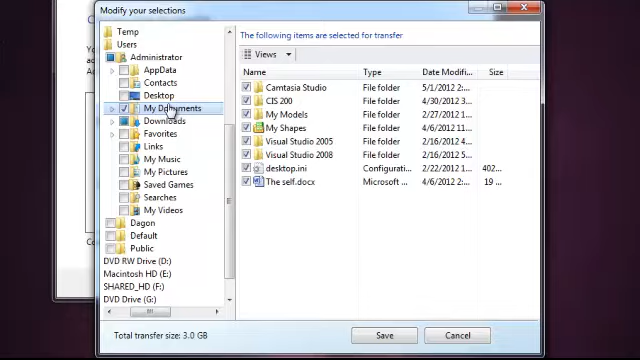 Modify your selections
Temp
Users
Administrator
AppData
Contacts
Desktop
My Documents
Downloads
Favorites
Links
My Music
My Pictures
Saved Games
Searches
My Videos
Dagon
Default
Public
DVD RW Drive (D:)
Macintosh HD (E:)
SHARED_HD (F:)
DVD Drive (G:)
The following items are selected for transfer
Views
Name Type Date Modifi... Size
Camtasia Studio File folder 5/1/2012 2:...
CIS 200 File folder 4/30/2012 3...
My Models File folder 4/6/2012 2:...
My Shapes File folder 4/6/2012 11...
Visual Studio 2005 File folder 2/16/2012 4...
Visual Studio 2008 File folder 2/16/2012 5...
desktop.ini Configurati... 2/22/2012 1... 402...
The self.docx Microsoft ... 4/6/2012 2:... 19 ...
Total transfer size: 3.0 GB
Save
Cancel